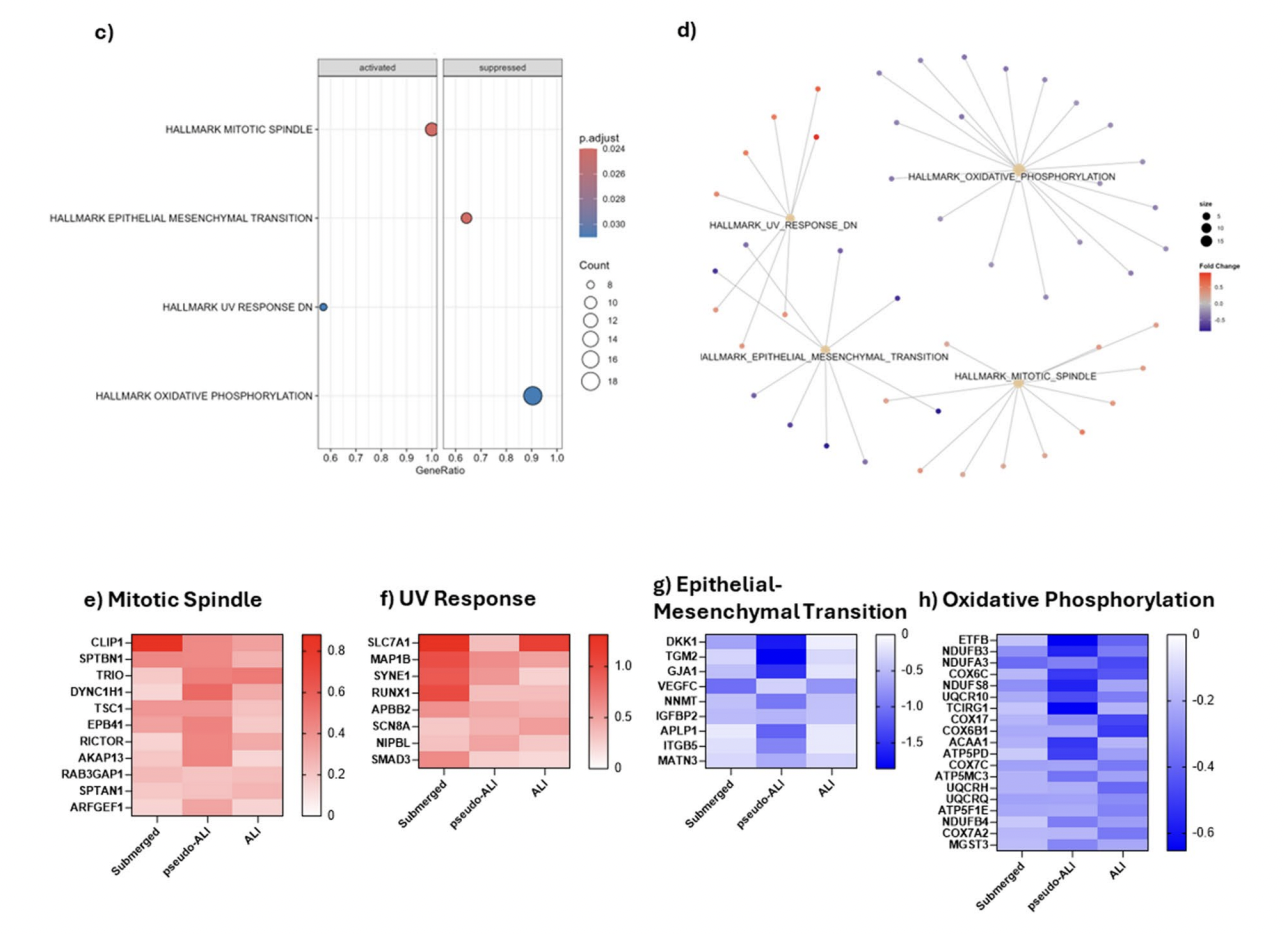 c)
activated
suppressed
HALLMARK MITOTIC SPINDLE
HALLMARK EPITHELIAL MESENCHYMAL TRANSITION
HALLMARK UV RESPONSE DN
HALLMARK OXIDATIVE PHOSPHORYLATION
0.6 0.7 0.8 0.9 1.0 0.6 0.7 0.8 0.9 1.0
GeneRatio
p.adjust
0.024
0.026
0.028
0.030
Count
8
10
12
14
16
18
d)
HALLMARK_OXIDATIVE_PHOSPHORYLATION
HALLMARK_UV_RESPONSE_DN
IALLMARK_EPITHELIAL_MESENCHYMAL_TRANSITION
HALLMARK_MITOTIC_SPINDLE
size
5
10
15
Fold Change
0.5
0.0
-0.5
e) Mitotic Spindle
CLIP1
SPTBN1
TRIO
DYNC1H1
TSC1
EPB41
RICTOR
AKAP13
RAB3GAP1
SPTAN1
ARFGEF1
Submerged
pseudo-ALI
ALI
0.8
0.6
0.4
0.2
0
f) UV Response
SLC7A1
MAP1B
SYNE1
RUNX1
APBB2
SCN8A
NIPBL
SMAD3
Submerged
pseudo-ALI
ALI
1.0
0.5
0
g) Epithelial-
Mesenchymal Transition
DKK1
TGM2
GJA1
VEGFC
NNMT
IGFBP2
APLP1
ITGB5
MATN3
Submerged
pseudo-ALI
ALI
0
-0.5
-1.0
-1.5
h) Oxidative Phosphorylation
ETFB
NDUFB3
NDUFA3
COX6C
NDUFS8
UQCR10
TCIRG1
COX17
COX6B1
ACAA1
ATP5PD
COX7C
ATP5MC3
UQCRH
UQCRQ
ATP5F1E
NDUFB4
COX7A2
MGST3
Submerged
pseudo-ALI
ALI
0
-0.2
-0.4
-0.6